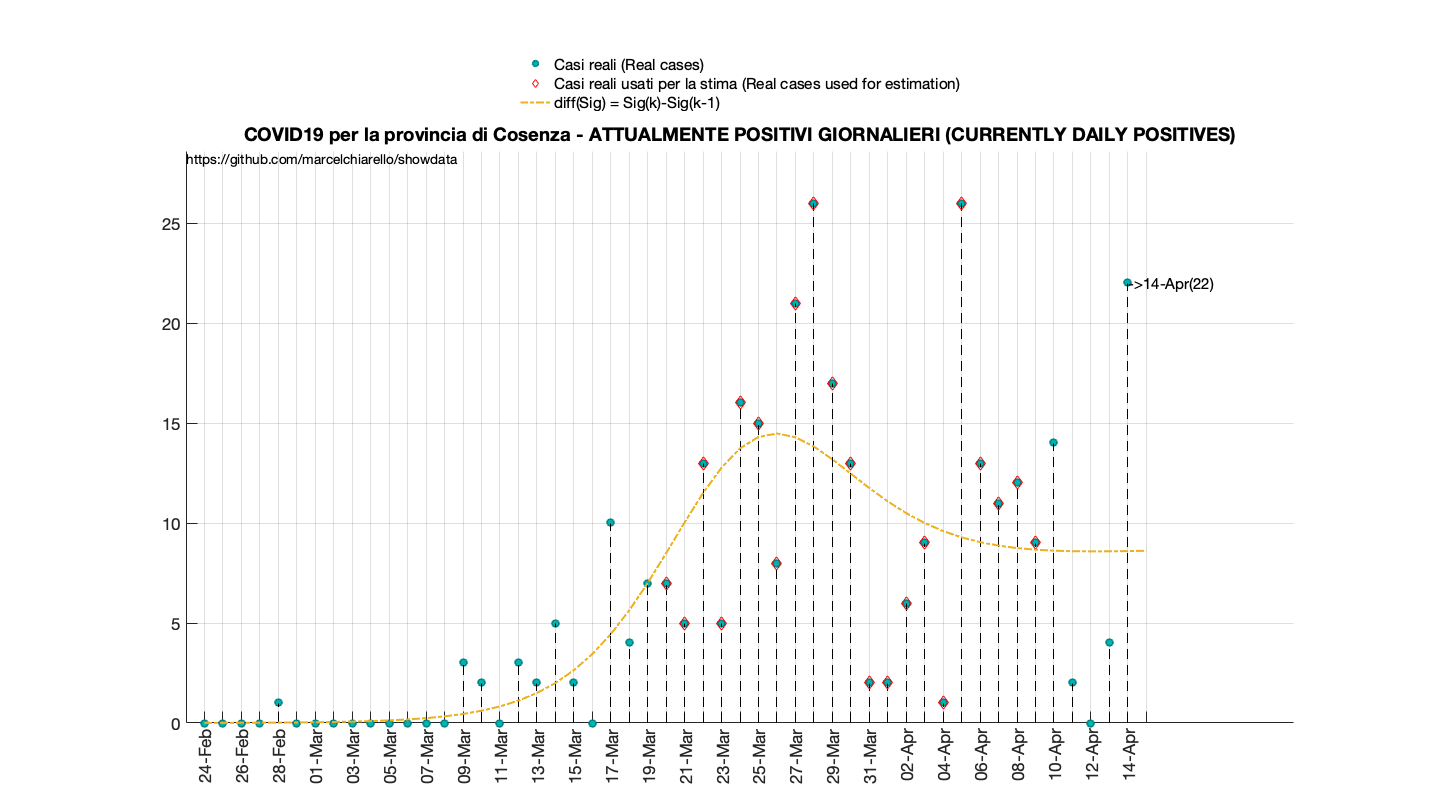 Casi reali (Real cases)
Casi reali usati per la stima (Real cases used for estimation)
diff(Sig) = Sig(k)-Sig(k-1)
COVID19 per la provincia di Cosenza - ATTUALMENTE POSITIVI GIORNALIERI (CURRENTLY DAILY POSITIVES)
https://github.com/marcelchiarello/showdata
25
20
15
10
5
0
->14-Apr(22)
24-Feb
26-Feb
28-Feb
01-Mar
03-Mar
05-Mar
07-Mar
09-Mar
11-Mar
13-Mar
15-Mar
17-Mar
19-Mar
21-Mar
23-Mar
25-Mar
27-Mar
29-Mar
31-Mar
02-Apr
04-Apr
06-Apr
08-Apr
10-Apr
12-Apr
14-Apr